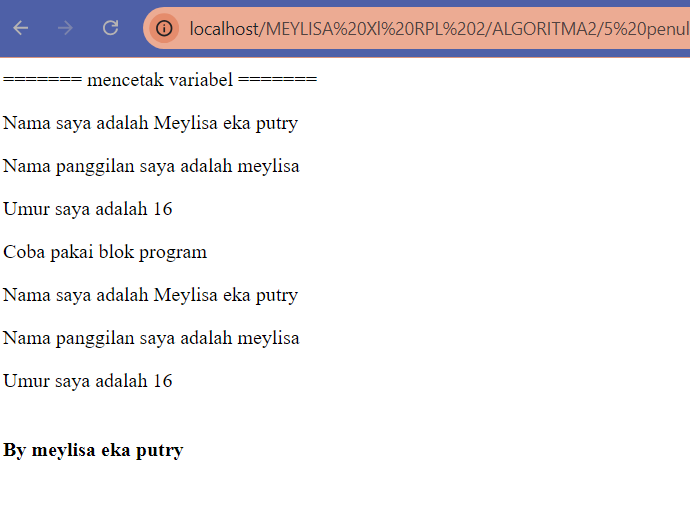 localhost/MEYLISA%20XI%20RPL%202/ALGORITMA2/5%20penul
======= mencetak variabel =======
Nama saya adalah Meylisa eka putry
Nama panggilan saya adalah meylisa
Umur saya adalah 16
Coba pakai blok program
Nama saya adalah Meylisa eka putry
Nama panggilan saya adalah meylisa
Umur saya adalah 16
By meylisa eka putry